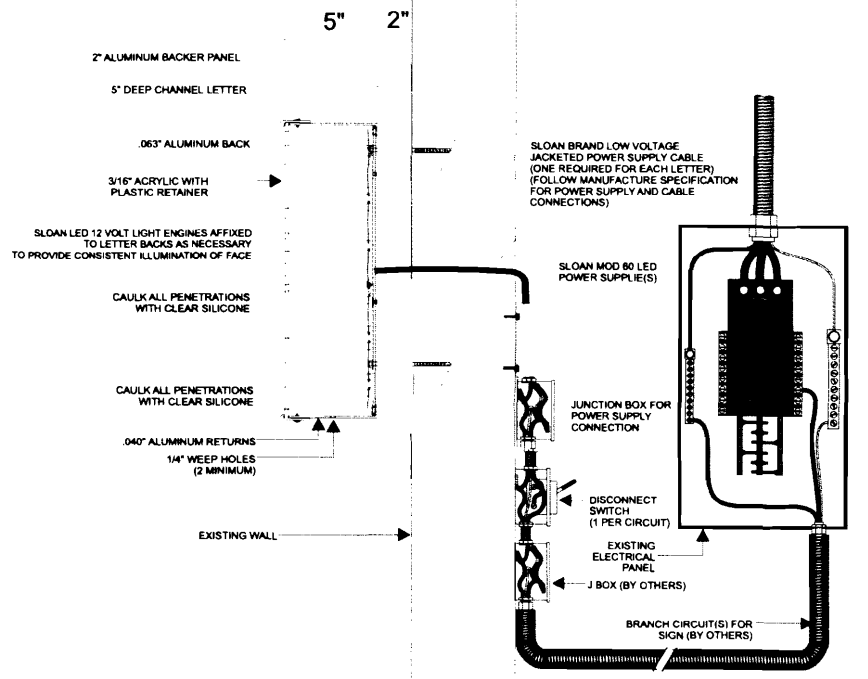 5" 2"
2" ALUMINUM BACKER PANEL
5" DEEP CHANNEL LETTER
.063" ALUMINUM BACK
3/16" ACRYLIC WITH
PLASTIC RETAINER
SLOAN LED 12 VOLT LIGHT ENGINES AFFIXED
TO LETTER BACKS AS NECESSARY
TO PROVIDE CONSISTENT ILLUMINATION OF FACE
CAULK ALL PENETRATIONS
WITH CLEAR SILICONE
CAULK ALL PENETRATIONS
WITH CLEAR SILICONE
.040" ALUMINUM RETURNS
1/4" WEEP HOLES
(2 MINIMUM)
EXISTING WALL
SLOAN BRAND LOW VOLTAGE
JACKETED POWER SUPPLY CABLE
(ONE REQUIRED FOR EACH LETTER)
(FOLLOW MANUFACTURE SPECIFICATION
FOR POWER SUPPLY AND CABLE
CONNECTIONS)
SLOAN MOD 60 LED
POWER SUPPLIE(S)
JUNCTION BOX FOR
POWER SUPPLY
CONNECTION
DISCONNECT
SWITCH
(1 PER CIRCUIT)
EXISTING
ELECTRICAL
PANEL
J BOX (BY OTHERS)
BRANCH CIRCUIT(S) FOR
SIGN (BY OTHERS)